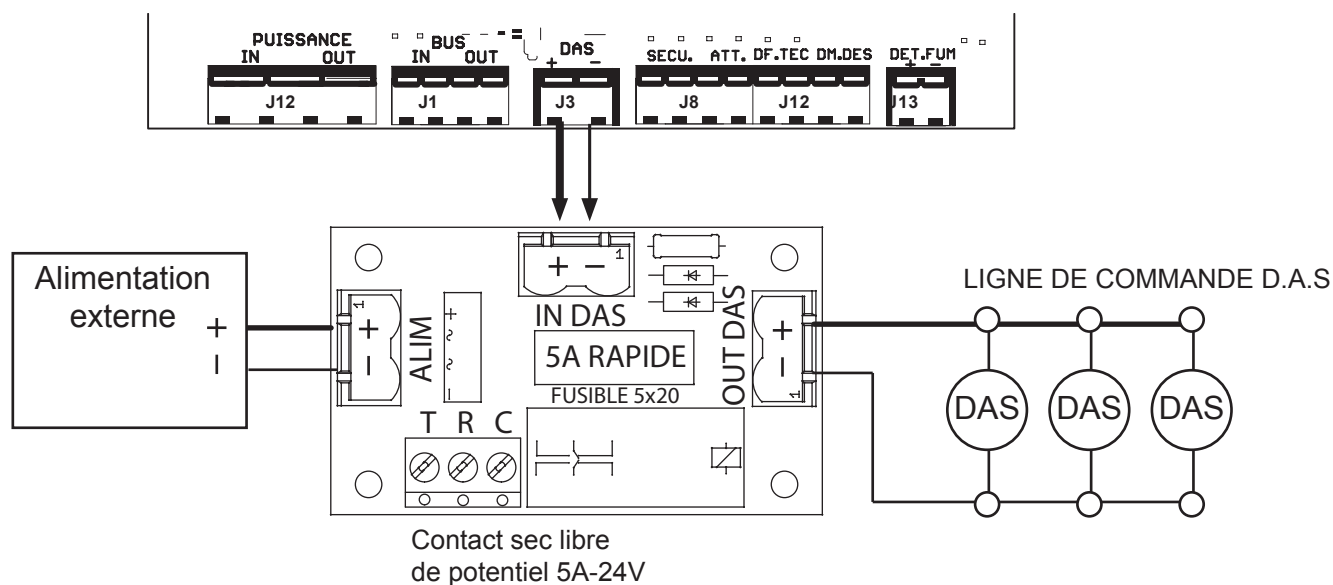 PUISSANCE
IN OUT
BUS
IN OUT
DAS
+ −
SECU. ATT. DF.TEC DM.DES
DET.FUM
+ −
J12
J1
J3
J8
J12
J13
Alimentation
externe
+
−
+ −
1
IN DAS
LIGNE DE COMMANDE D.A.S
1
+
−
ALIM
+
~
~
−
5A RAPIDE
FUSIBLE 5x20
OUT DAS
+
−
1
DAS DAS DAS
T R C
Contact sec libre
de potentiel 5A-24V